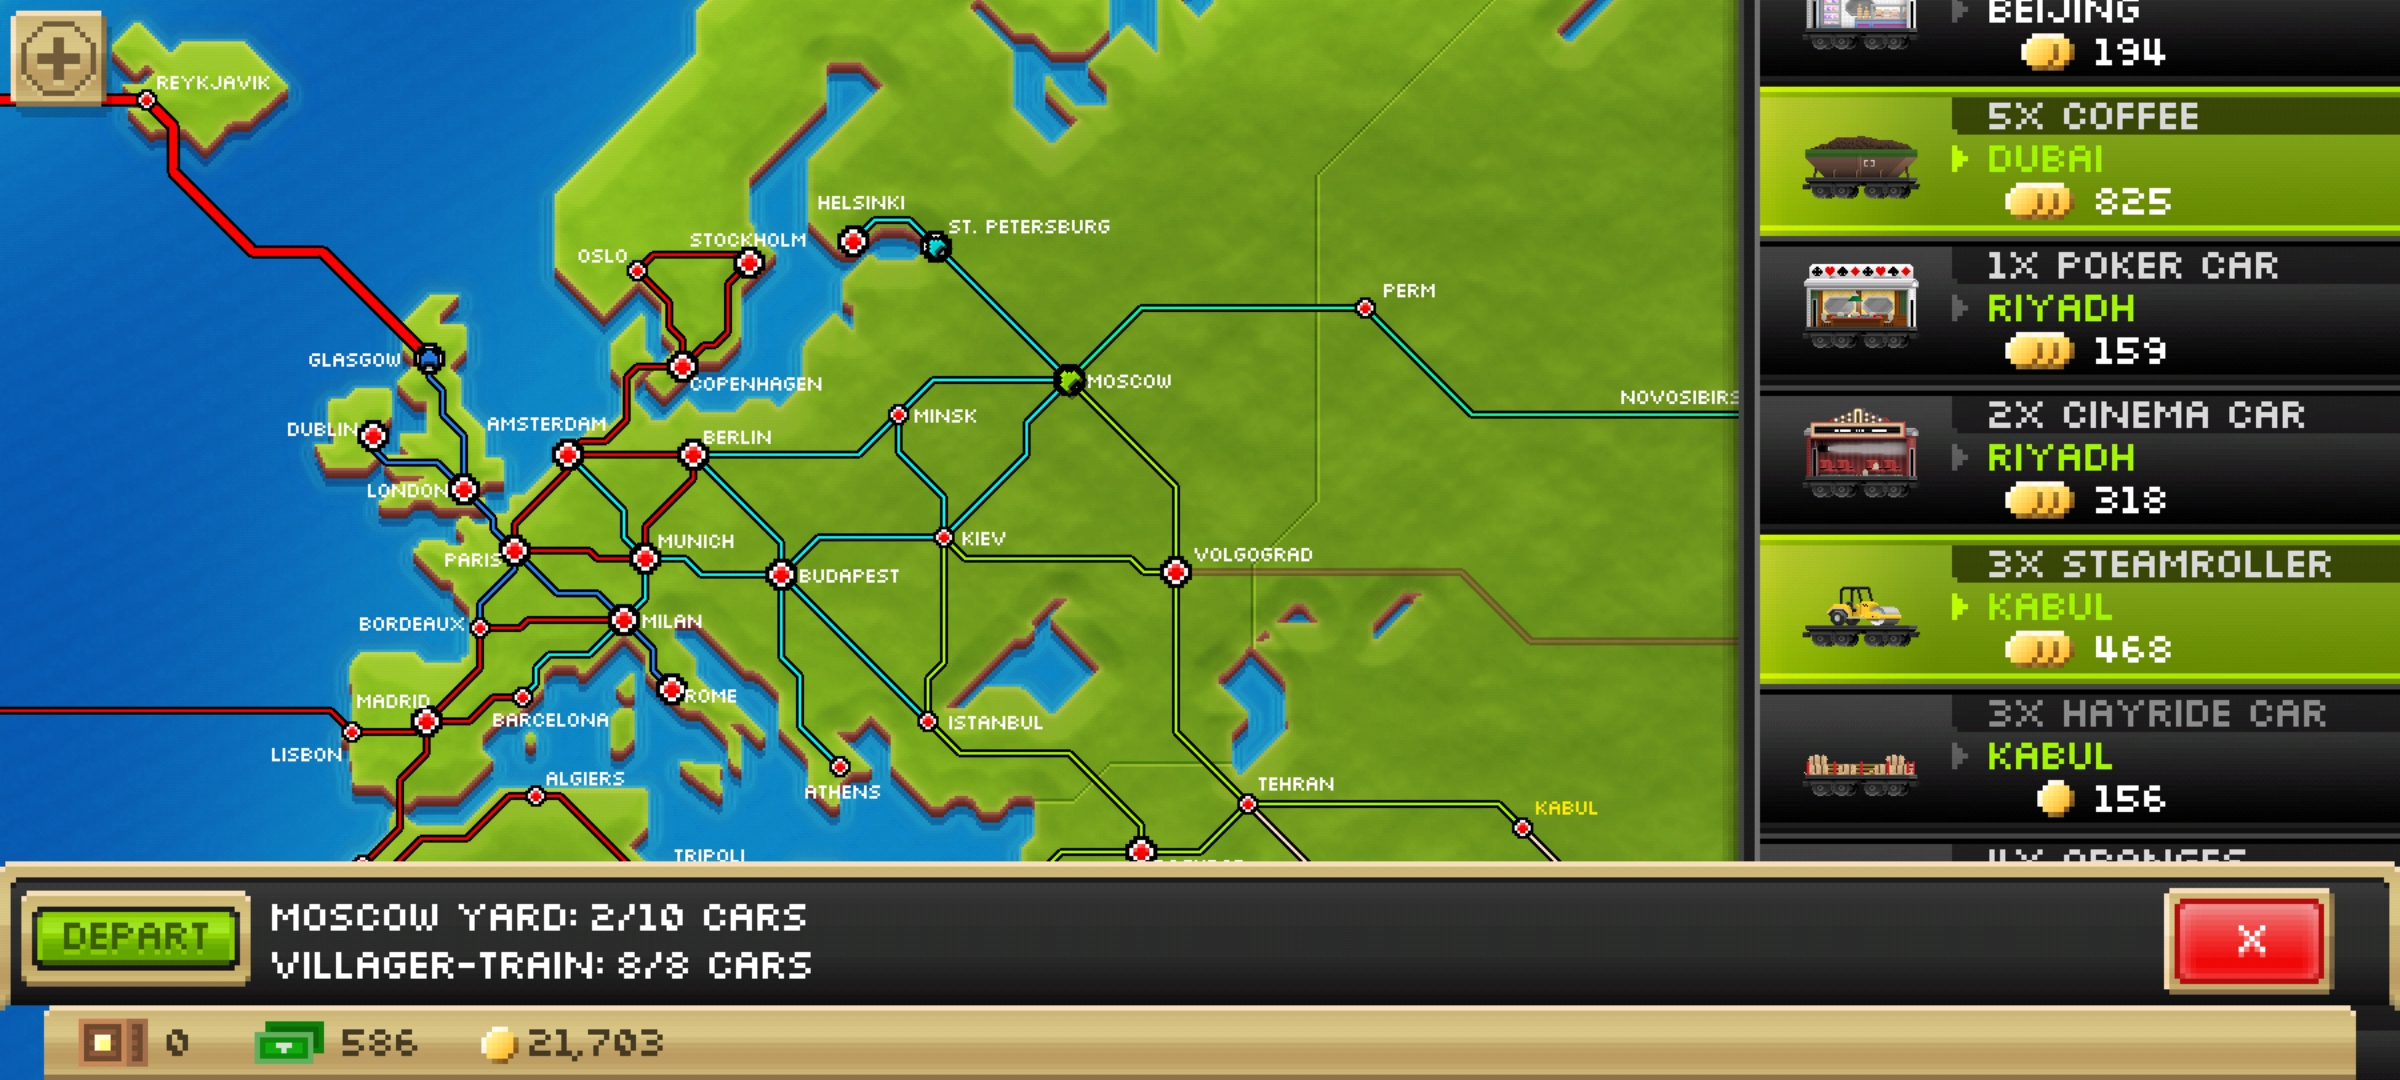 REYKJAVIK
HELSINKI
ST. PETERSBURG
STOCKHOLM
OSLO
PERM
GLASGOW
COPENHAGEN
MOSCOW
NOVOSIBIRS
MINSK
DUBLIN
AMSTERDAM
BERLIN
LONDON
KIEV
MUNICH
VOLGOGRAD
PARIS
BUDAPEST
BORDEAUX
MILAN
MADRID
ROME
BARCELONA
ISTANBUL
LISBON
ALGIERS
ATHENS
TEHRAN
KABUL
TRIPOLI
BEIJING
194
5X COFFEE
DUBAI
825
1X POKER CAR
RIYADH
159
2X CINEMA CAR
RIYADH
318
3X STEAMROLLER
KABUL
468
3X HAYRIDE CAR
KABUL
156
4X ORANGES
DEPART
MOSCOW YARD: 2/10 CARS
VILLAGER-TRAIN: 8/8 CARS
X
0
586
21,703